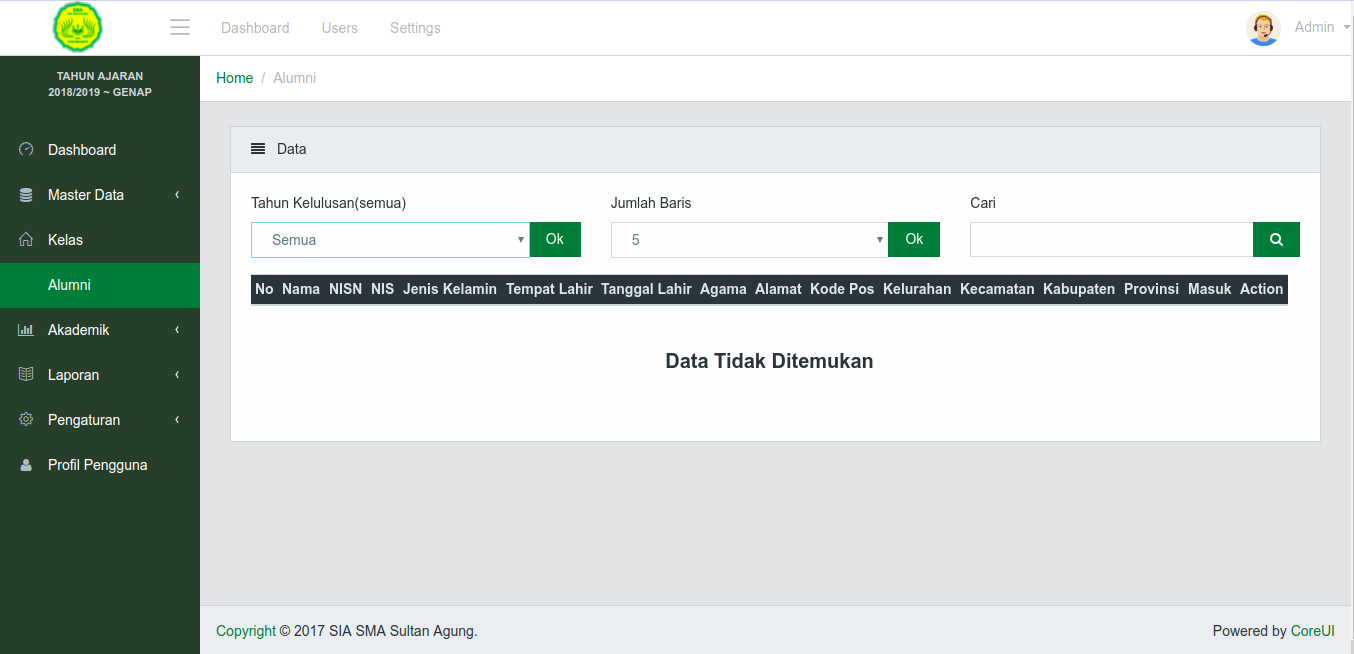 SMA
Dashboard Users Settings Admin
TAHUN AJARAN
2018/2019 ~ GENAP
Home / Alumni
Dashboard
Master Data
Kelas
Alumni
Akademik
Laporan
Pengaturan
Profil Pengguna
Data
Tahun Kelulusan(semua) Jumlah Baris Cari
Semua Ok 5 Ok
No Nama NISN NIS Jenis Kelamin Tempat Lahir Tanggal Lahir Agama Alamat Kode Pos Kelurahan Kecamatan Kabupaten Provinsi Masuk Action
Data Tidak Ditemukan
Copyright © 2017 SIA SMA Sultan Agung. Powered by CoreUI